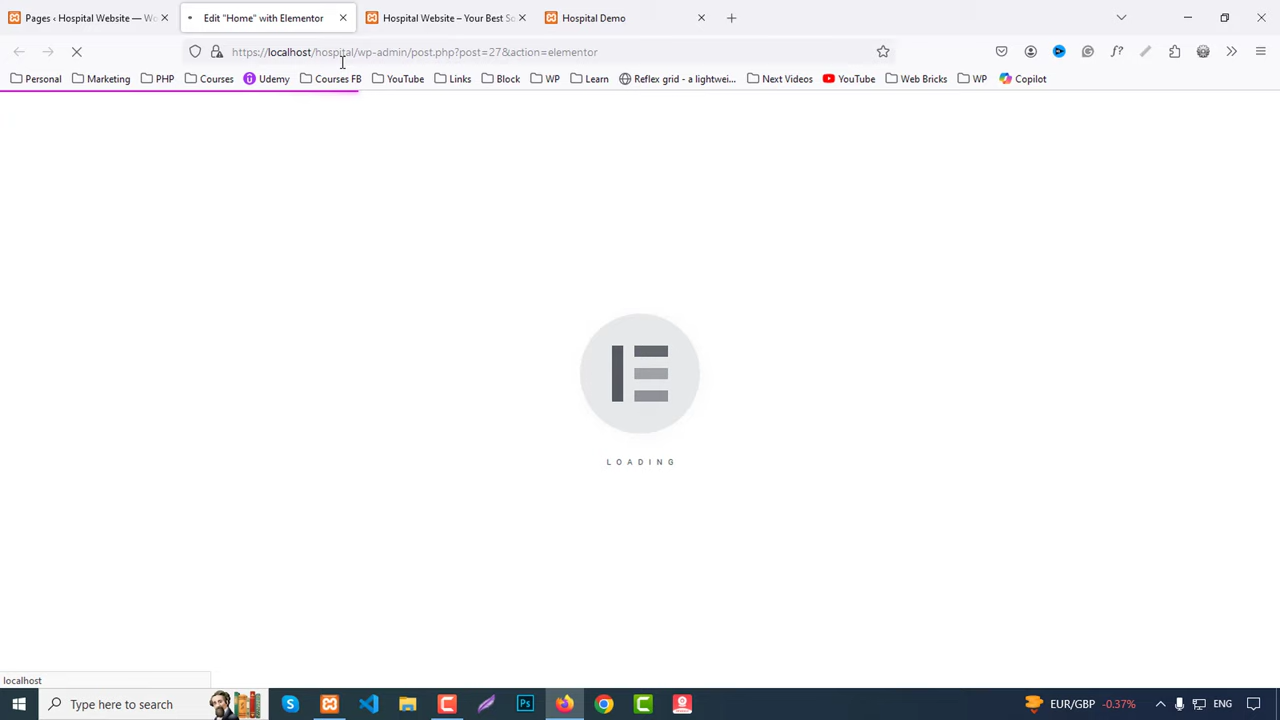 Pages ‹ Hospital Website — Wo
Edit "Home" with Elementor
Hospital Website – Your Best So
Hospital Demo
https://localhost/hospital/wp-admin/post.php?post=27&action=elementor
Personal
Marketing
PHP
Courses
Udemy
Courses FB
YouTube
Links
Block
WP
Learn
Reflex grid - a lightwei…
Next Videos
YouTube
Web Bricks
WP
Copilot
LOADING
localhost
Type here to search
EUR/GBP -0.37%
ENG